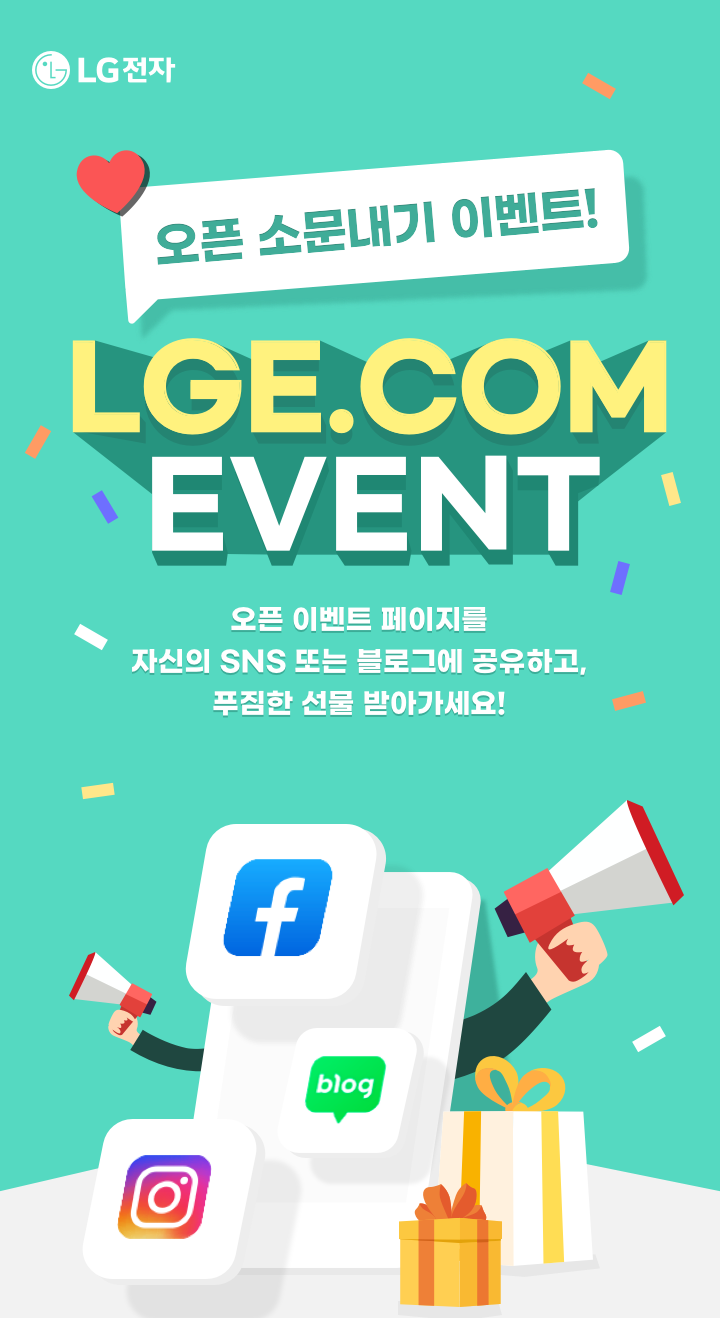 LG전자
오픈 소문내기 이벤트!
LGE.COM
EVENT
오픈 이벤트 페이지를
자신의 SNS 또는 블로그에 공유하고,
푸짐한 선물 받아가세요!
blog